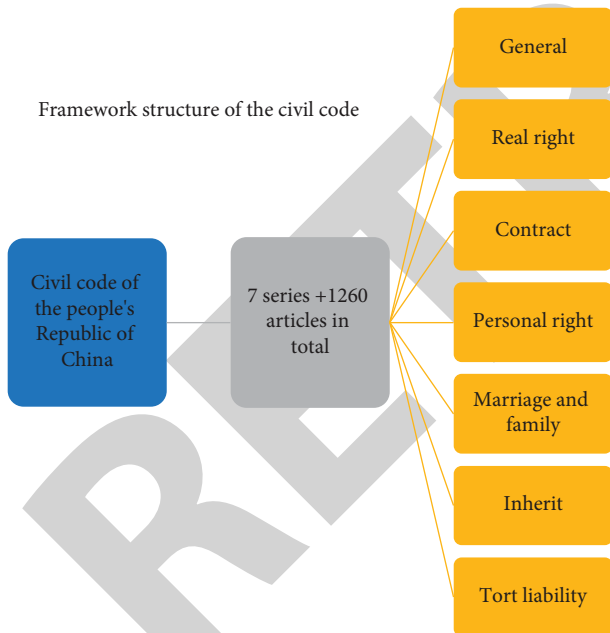 Framework structure of the civil code
Civil code of
the people's
Republic of
China
7 series +1260
articles in
total
General
Real right
Contract
Personal right
Marriage and
family
Inherit
Tort liability